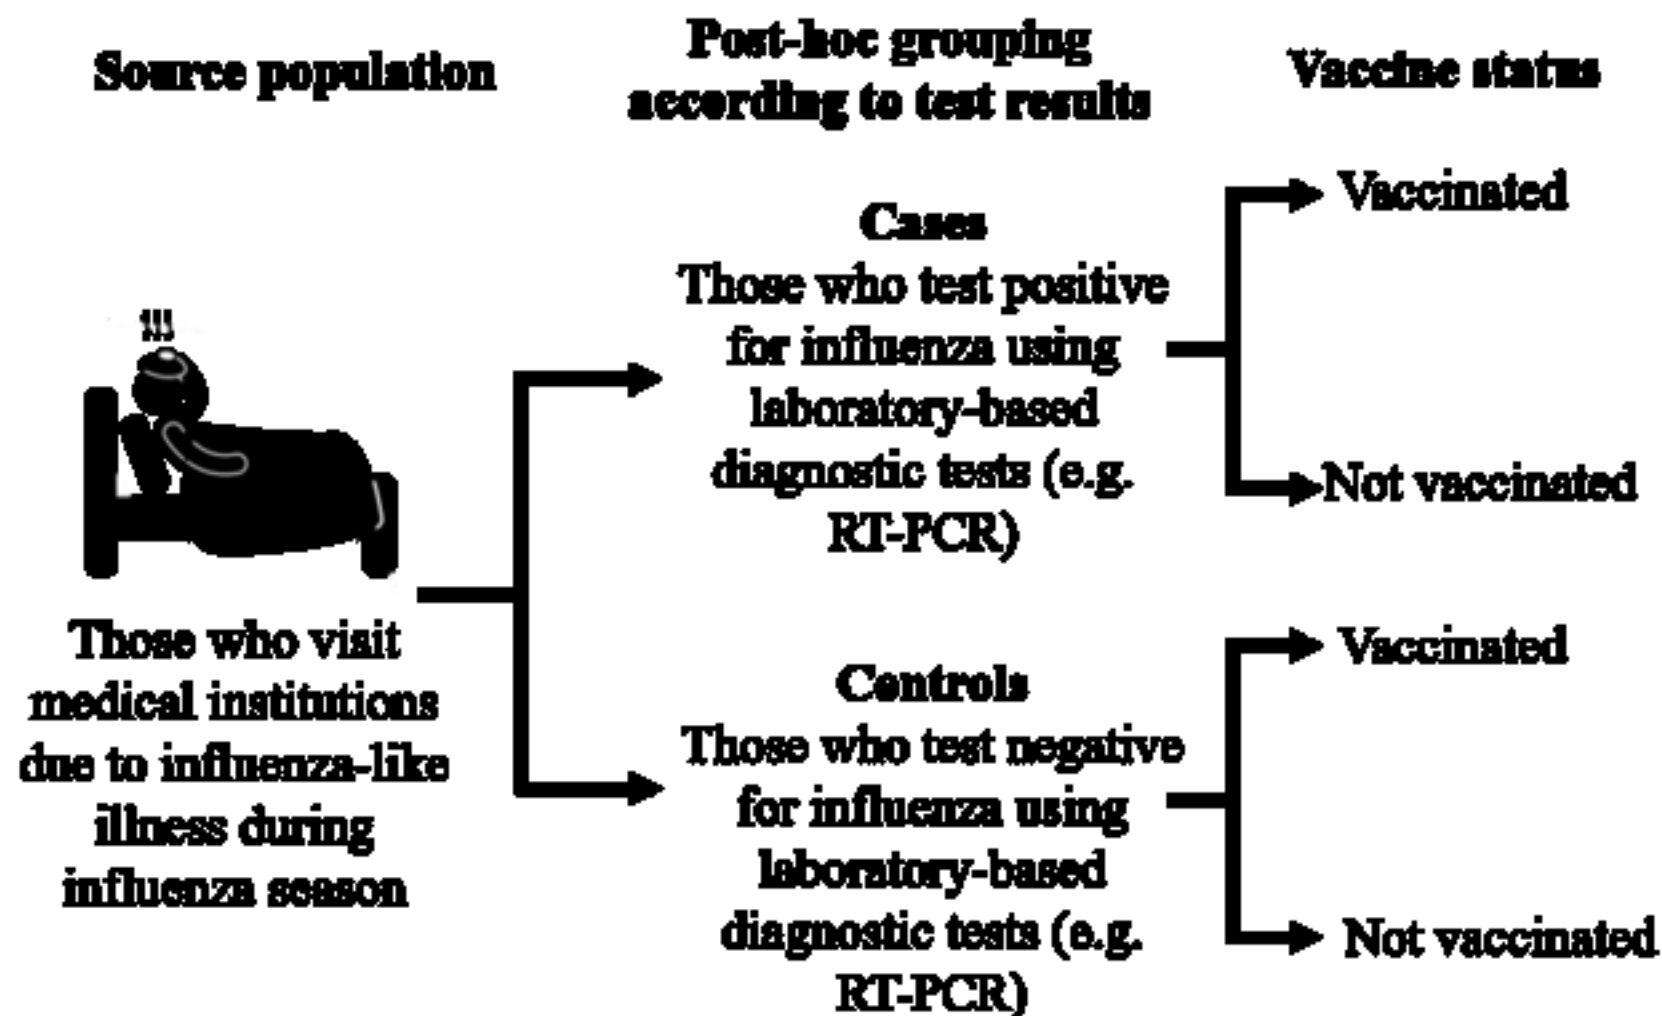 Source population
Post-hoc grouping
according to test results
Vaccine status
!!!
Those who visit
medical institutions
due to influenza-like
illness during
influenza season
Cases
Those who test positive
for influenza using
laboratory-based
diagnostic tests (e.g.
RT-PCR)
Controls
Those who test negative
for influenza using
laboratory-based
diagnostic tests (e.g.
RT-PCR)
Vaccinated
Not vaccinated
Vaccinated
Not vaccinated